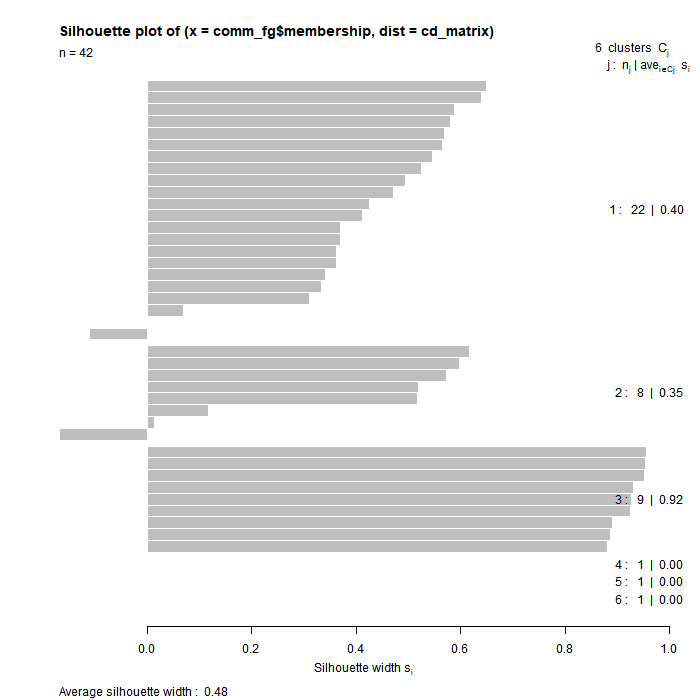 Silhouette plot of (x = comm_fg$membership, dist = cd_matrix)
n = 42
6 clusters Cj
j : nj | avei∈Cj si
1 : 22 | 0.40
2 : 8 | 0.35
3 : 9 | 0.92
4 : 1 | 0.00
5 : 1 | 0.00
6 : 1 | 0.00
0.0 0.2 0.4 0.6 0.8 1.0
Silhouette width si
Average silhouette width : 0.48